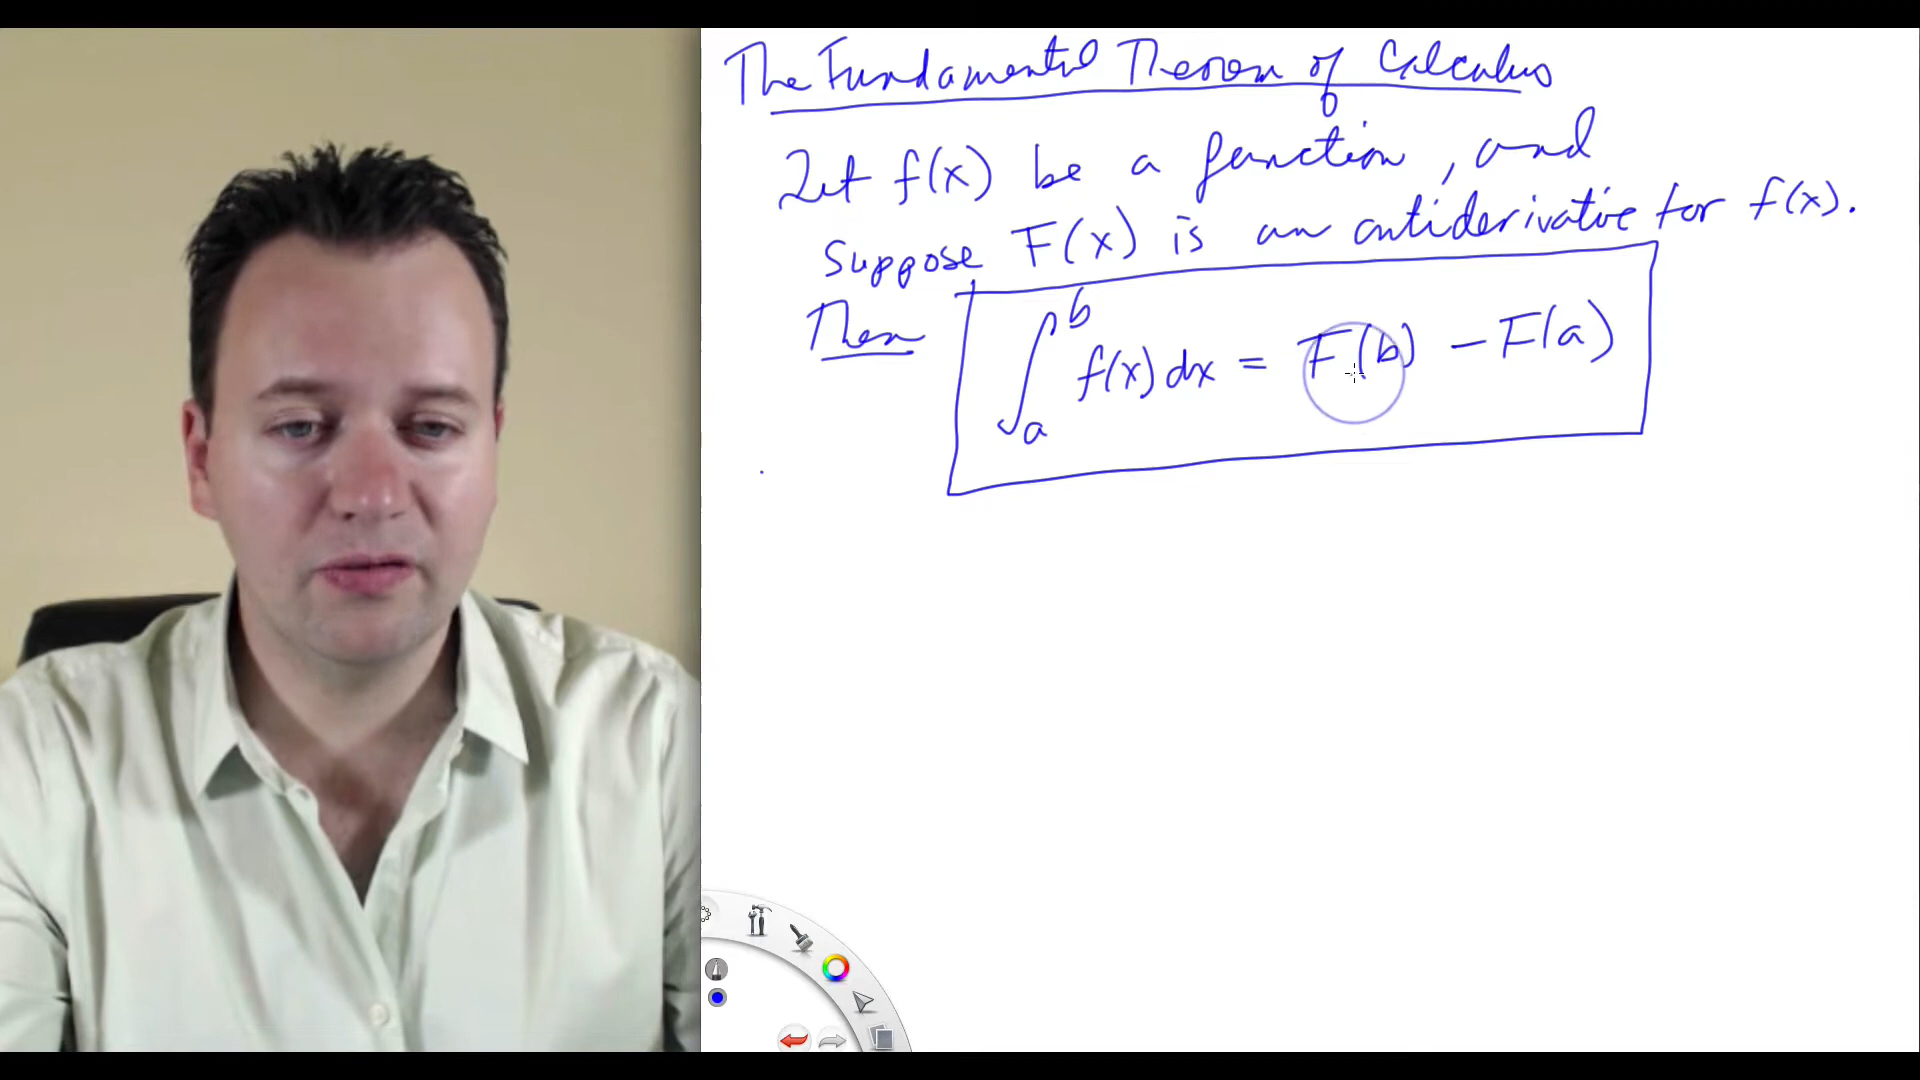 The Fundamental Theorem of Calculus
Let f(x) be a function, and
suppose F(x) is an antiderivative for f(x).
Then ∫_a^b f(x) dx = F(b) - F(a)